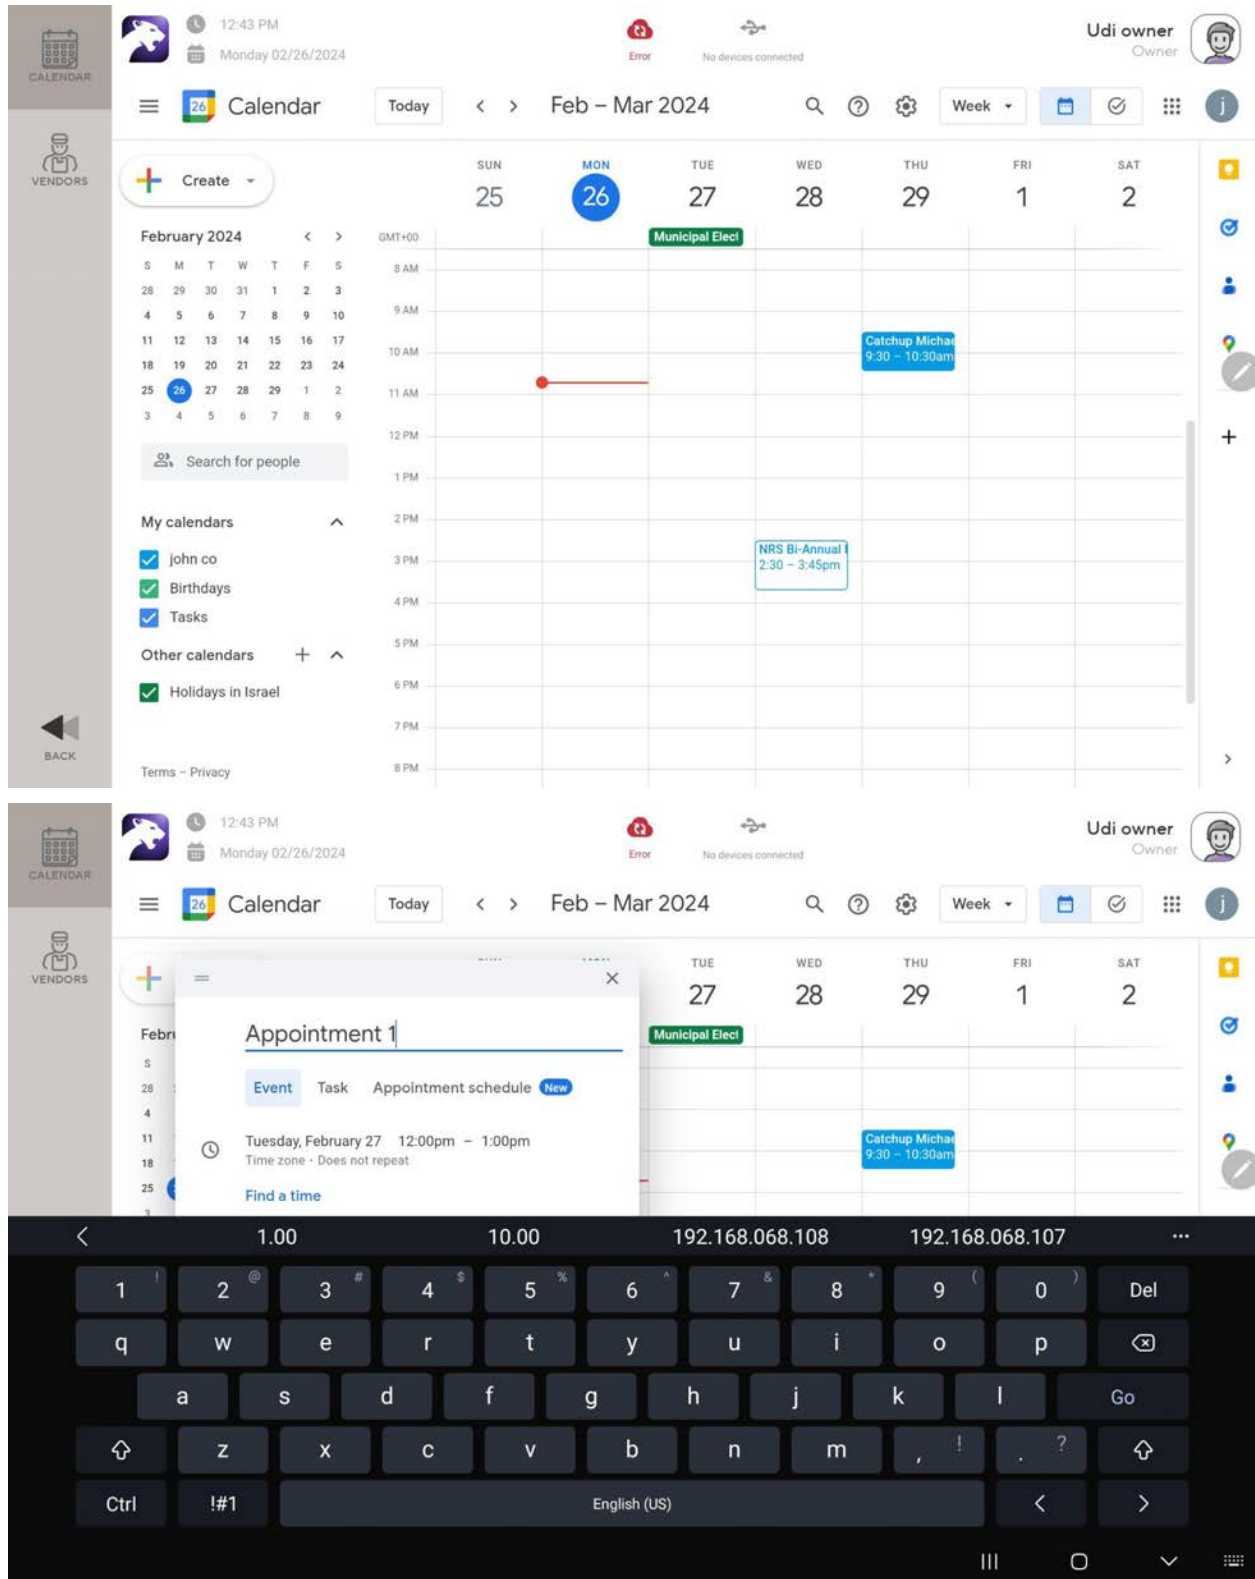 12:43 PM
Monday 02/26/2024
Error
No devices connected
Udi owner
Owner
CALENDAR
26 Calendar Today < > Feb – Mar 2024 Week j
VENDORS
Create
SUN MON TUE WED THU FRI SAT
25 26 27 28 29 1 2
February 2024 < >
GMT+00 Municipal Elect
S M T W T F S
28 29 30 31 1 2 3
4 5 6 7 8 9 10
11 12 13 14 15 16 17
18 19 20 21 22 23 24
25 26 27 28 29 1 2
3 4 5 6 7 8 9
Search for people
My calendars
john co
Birthdays
Tasks
Other calendars +
Holidays in Israel
Terms – Privacy
BACK
8 AM
9 AM
10 AM
11 AM
12 PM
1 PM
2 PM
3 PM
4 PM
5 PM
6 PM
7 PM
8 PM
Catchup Michae
9:30 – 10:30am
NRS Bi-Annual
2:30 – 3:45pm
12:43 PM
Monday 02/26/2024
Error
No devices connected
Udi owner
Owner
CALENDAR
26 Calendar Today < > Feb – Mar 2024 Week j
VENDORS
TUE WED THU FRI SAT
27 28 29 1 2
Municipal Elect
Febru
S
28
4
11
18
25
3
Appointment 1
Event Task Appointment schedule New
Tuesday, February 27 12:00pm – 1:00pm
Time zone · Does not repeat
Find a time
Catchup Michae
9:30 – 10:30am
< 1.00 10.00 192.168.068.108 192.168.068.107 ...
1 ! 2 @ 3 # 4 $ 5 % 6 ^ 7 & 8 * 9 ( 0 ) Del
q w e r t y u i o p
a s d f g h j k l Go
z x c v b n m , ! . ?
Ctrl !#1 English (US) < >